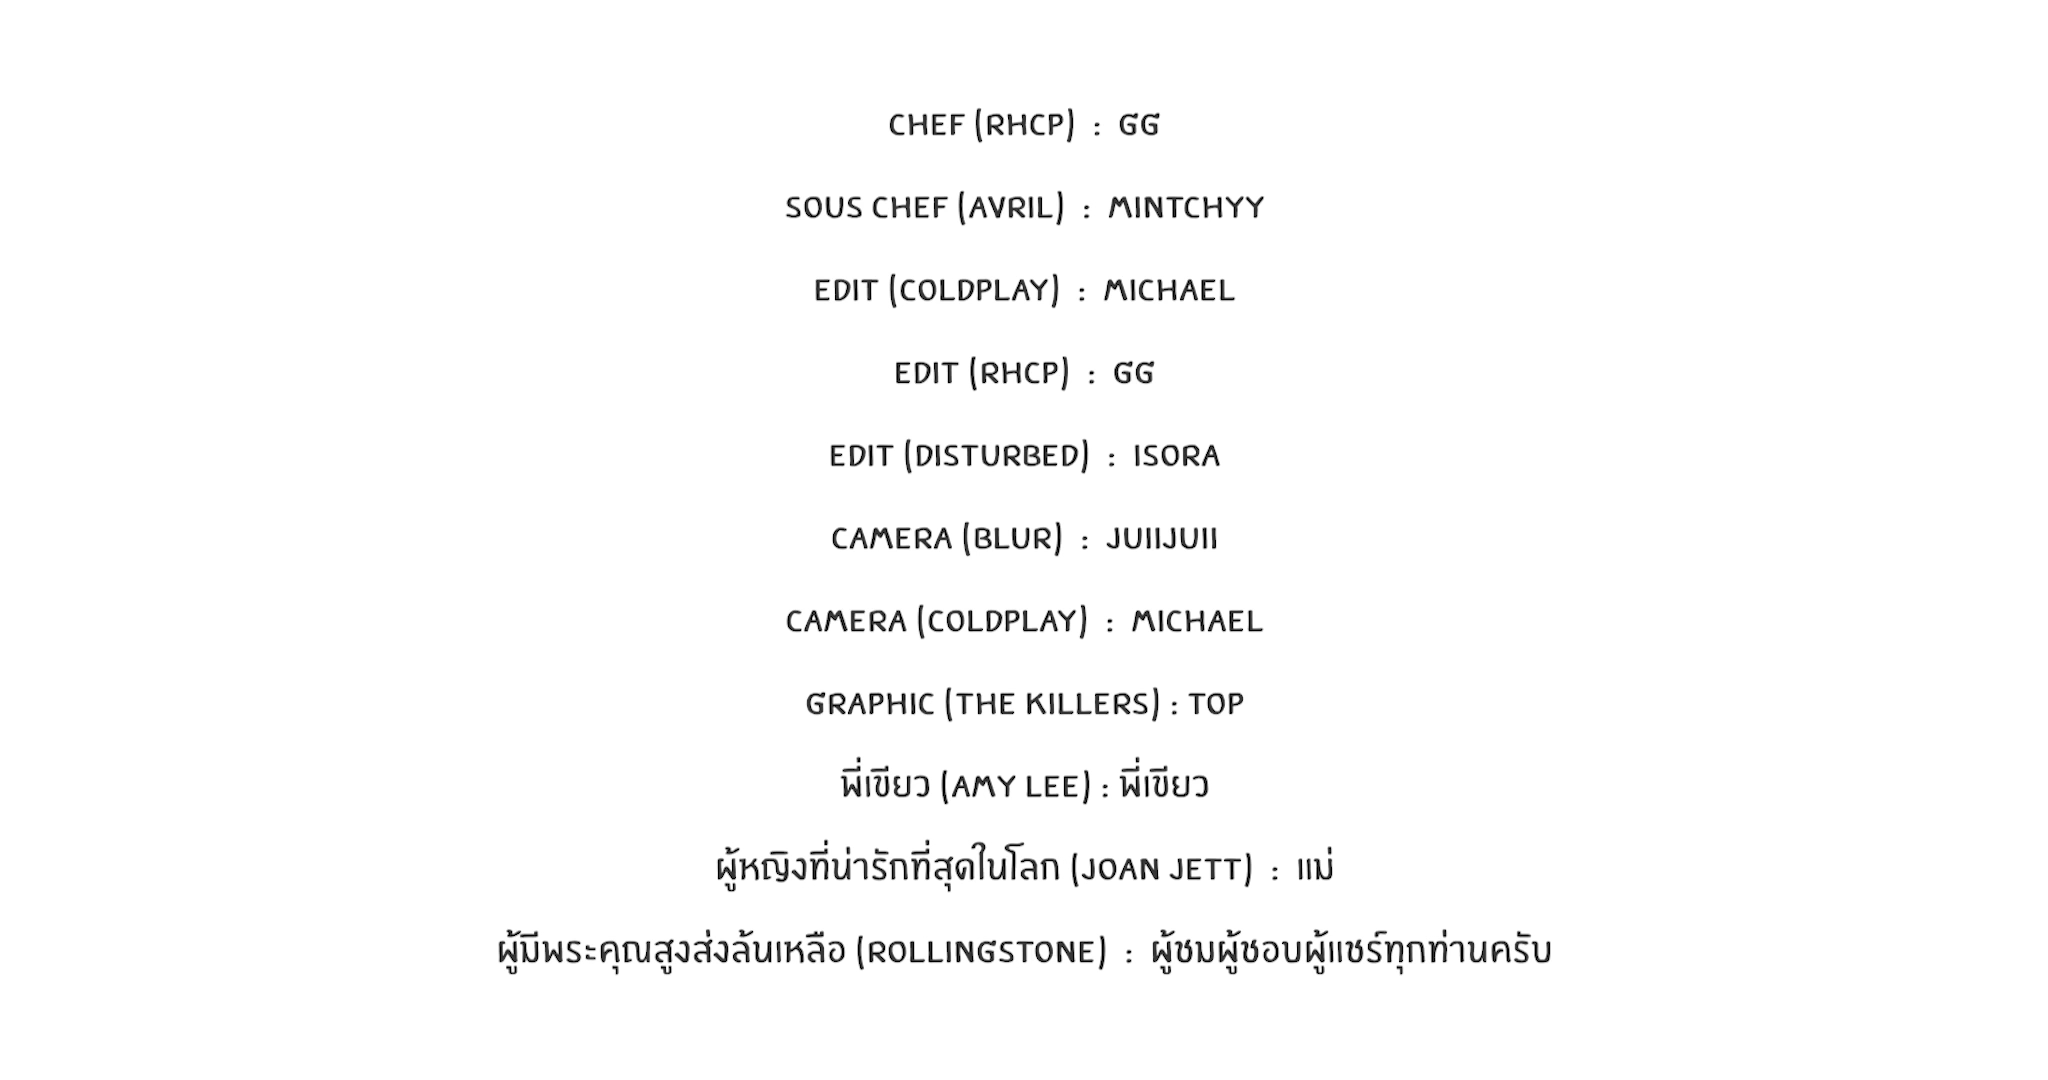 CHEF (RHCP) : GG
SOUS CHEF (AVRIL) : MINTCHYY
EDIT (COLDPLAY) : MICHAEL
EDIT (RHCP) : GG
EDIT (DISTURBED) : ISORA
CAMERA (BLUR) : JUIIJUII
CAMERA (COLDPLAY) : MICHAEL
GRAPHIC (THE KILLERS) : TOP
พี่เขียว (AMY LEE) : พี่เขียว
ผู้หญิงที่น่ารักที่สุดในโลก (JOAN JETT) : แม่
ผู้มีพระคุณสูงส่งล้นเหลือ (ROLLINGSTONE) : ผู้ชมผู้ชอบผู้แชร์ทุกท่านครับ